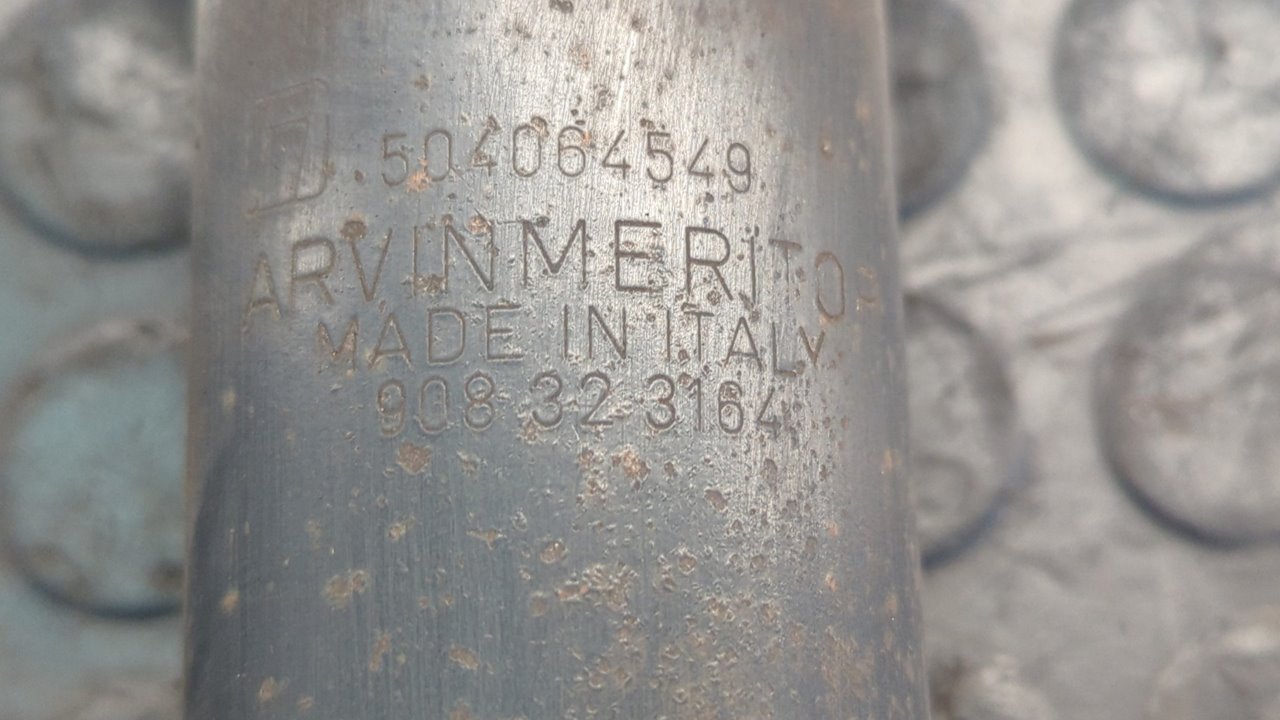 504064549
ARVINMERITOR
MADE IN ITALY
908 32 3164